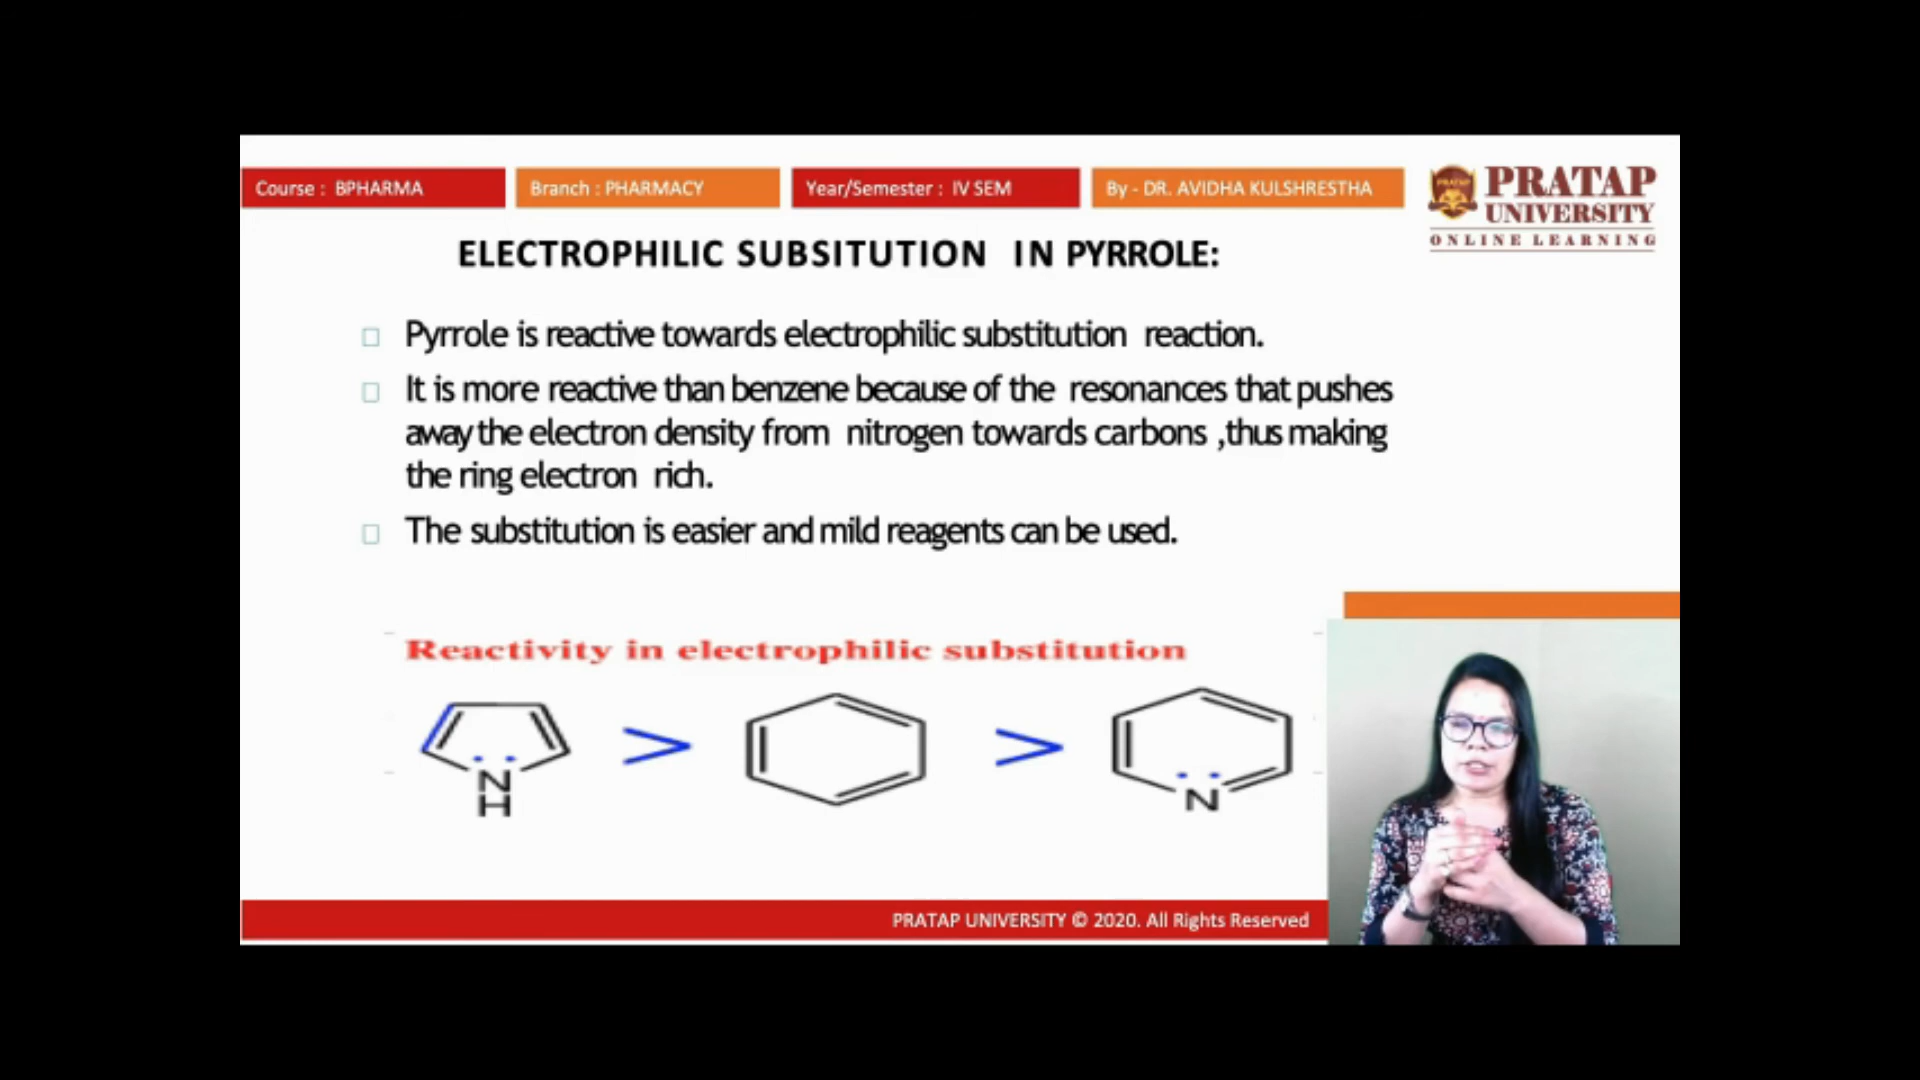 Course : BPHARMA
Branch : PHARMACY
Year/Semester : IV SEM
By - DR. AVIDHA KULSHRESTHA
PRATAP
PRATAP
UNIVERSITY
ONLINE LEARNING
ELECTROPHILIC SUBSITUTION IN PYRROLE:
Pyrrole is reactive towards electrophilic substitution reaction.
It is more reactive than benzene because of the resonances that pushes
away the electron density from nitrogen towards carbons ,thus making
the ring electron rich.
The substitution is easier and mild reagents can be used.
Reactivity in electrophilic substitution
> >
N N
H
PRATAP UNIVERSITY © 2020. All Rights Reserved